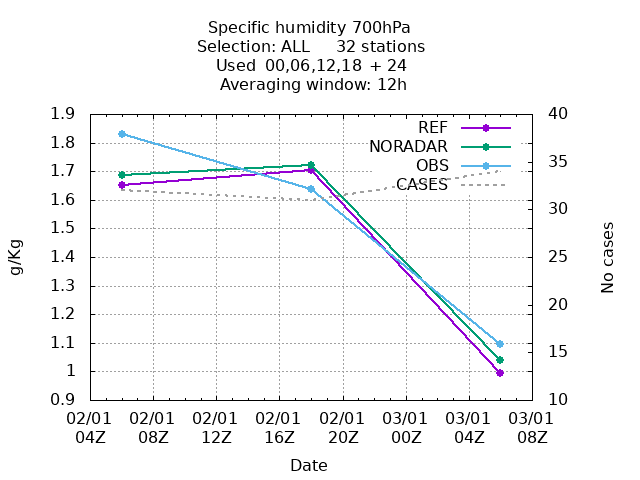 Specific humidity 700hPa
Selection: ALL 32 stations
Used 00,06,12,18 + 24
Averaging window: 12h
1.9
1.8
1.7
1.6
1.5
1.4
1.3
1.2
1.1
1
0.9
g/Kg
40
35
30
25
20
15
10
No cases
REF
NORADAR
OBS
CASES
02/01 02/01 02/01 02/01 02/01 03/01 03/01 03/01
04Z 08Z 12Z 16Z 20Z 00Z 04Z 08Z
Date